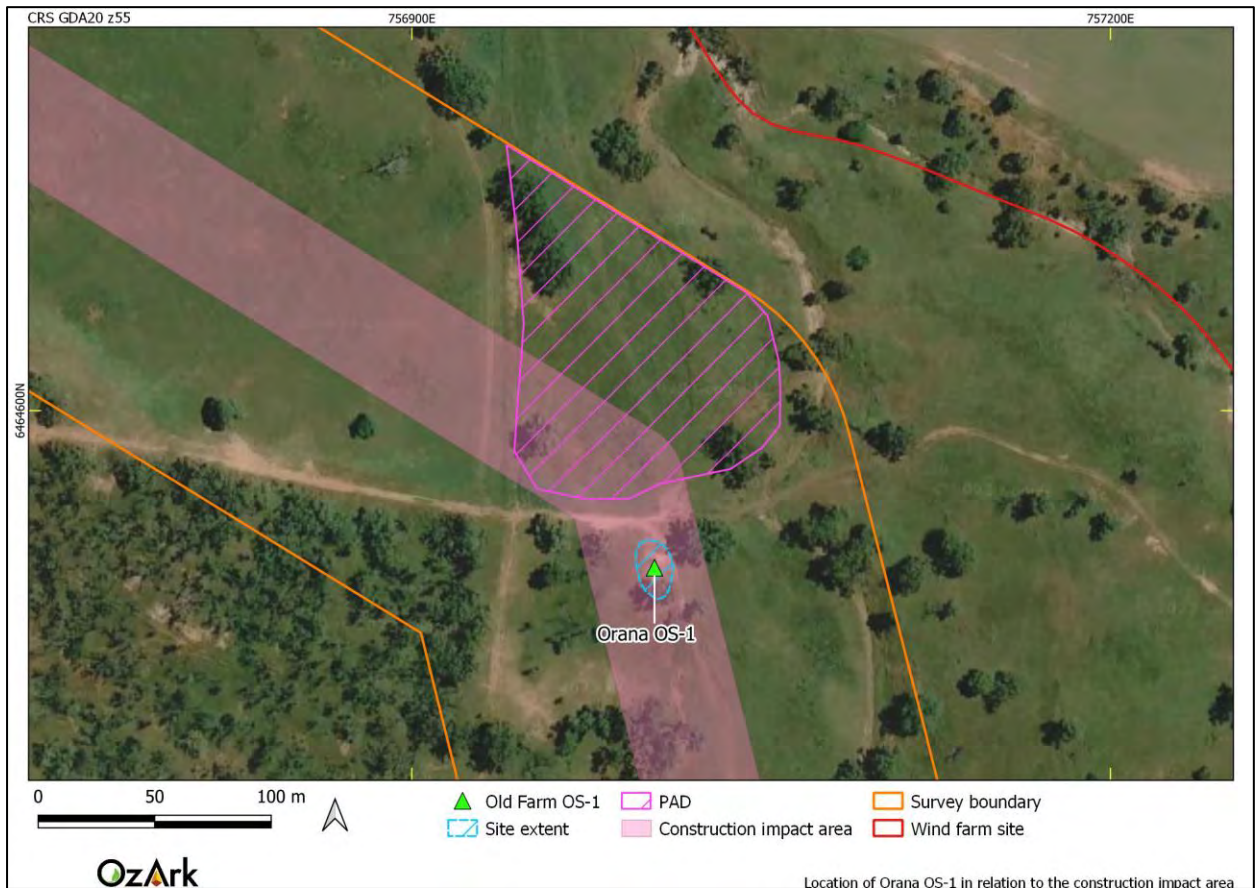 CRS GDA20 z55
756900E
757200E
6464600N
Orana OS-1
0 50 100 m
Old Farm OS-1
PAD
Survey boundary
Site extent
Construction impact area
Wind farm site
OzArk
Location of Orana OS-1 in relation to the construction impact area